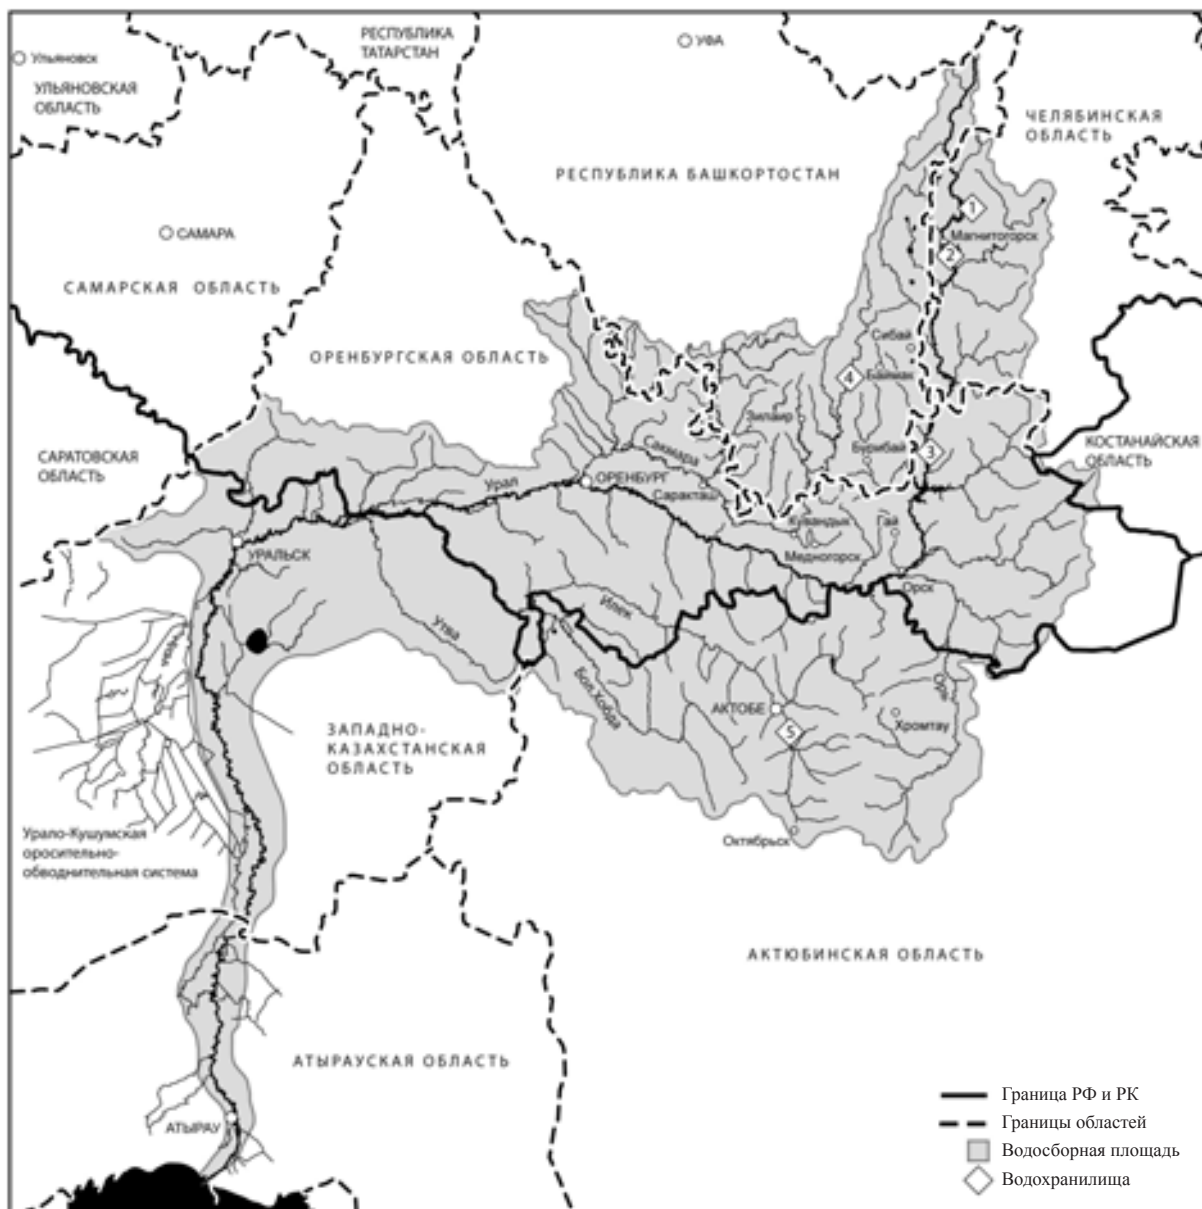 РЕСПУБЛИКА
ТАТАРСТАН
Ульяновск
УФА
УЛЬЯНОВСКАЯ
ОБЛАСТЬ
ЧЕЛЯБИНСКАЯ
ОБЛАСТЬ
РЕСПУБЛИКА БАШКОРТОСТАН
1
САМАРА
Магнитогорск
2
САМАРСКАЯ ОБЛАСТЬ
Сибай
ОРЕНБУРГСКАЯ ОБЛАСТЬ
4
Баймак
Зилаир
САРАТОВСКАЯ
ОБЛАСТЬ
Сакмара
Бурибай
3
КОСТАНАЙСКАЯ
ОБЛАСТЬ
Урал
ОРЕНБУРГ
Саракташ
Кувандык
Гай
УРАЛЬСК
Медногорск
Орск
Илек
Утва
Бол.Хобда
Орь
АКТОБЕ
Хромтау
5
ЗАПАДНО-
КАЗАХСТАНСКАЯ
ОБЛАСТЬ
Урало-Кушумская
оросительно-
обводнительная система
Октябрьск
АКТЮБИНСКАЯ ОБЛАСТЬ
АТЫРАУСКАЯ ОБЛАСТЬ
АТЫРАУ
Граница РФ и РК
Границы областей
Водосборная площадь
Водохранилища